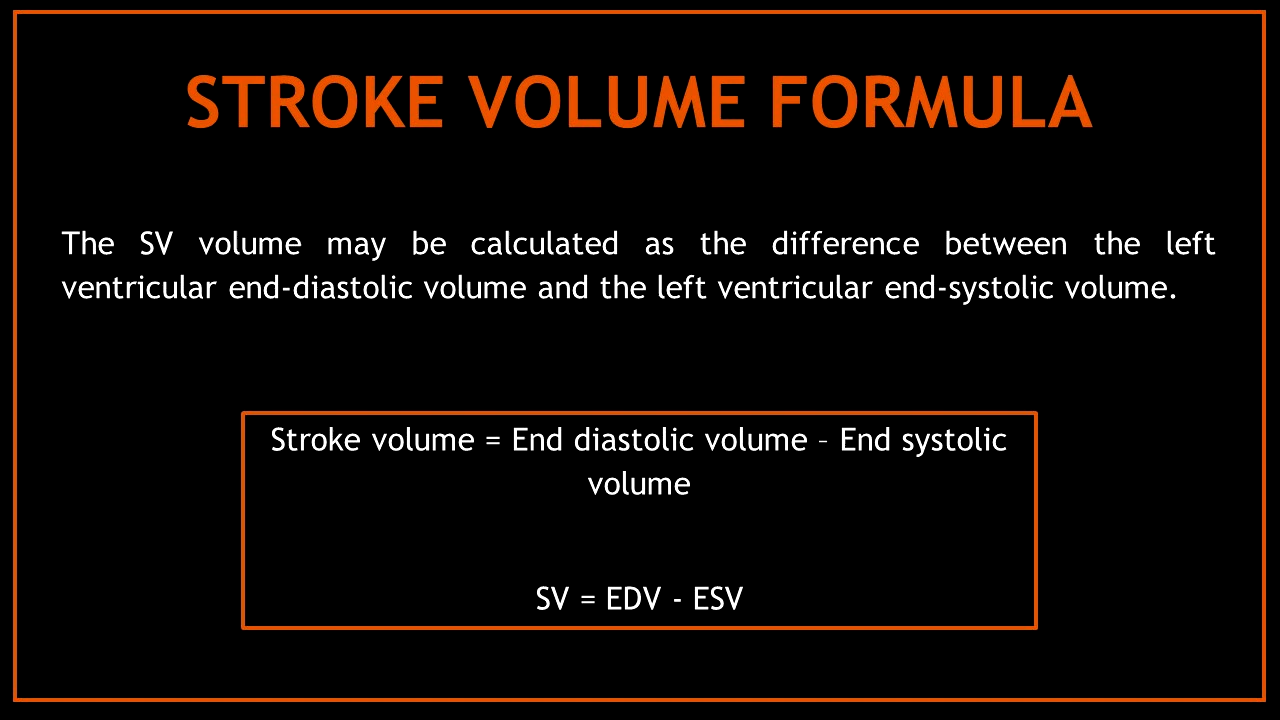 STROKE VOLUME FORMULA
The SV volume may be calculated as the difference between the left
ventricular end-diastolic volume and the left ventricular end-systolic volume.
Stroke volume = End diastolic volume – End systolic
volume
SV = EDV - ESV